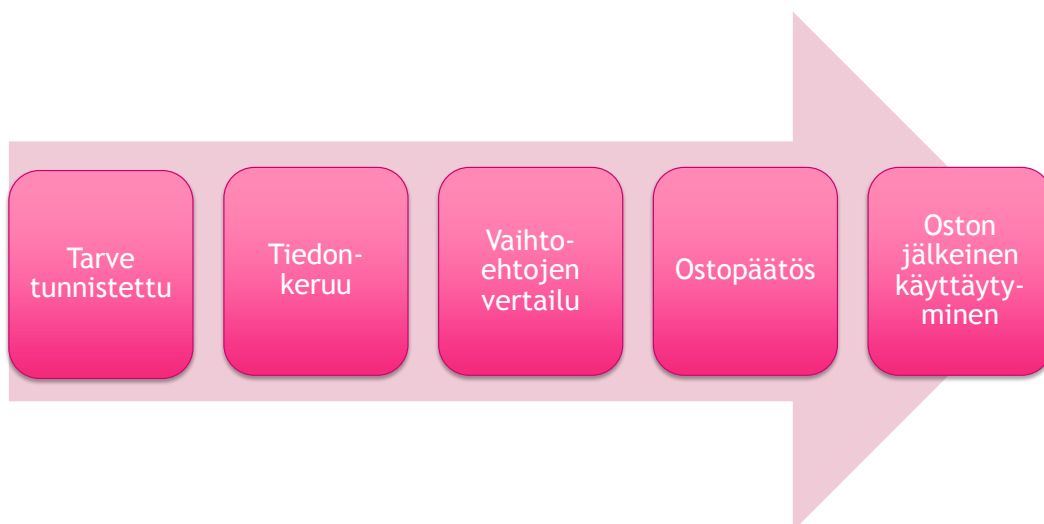 Tarve
tunnistettu
Tiedon-
keruu
Vaihto-
ehtojen
vertailu
Ostopäätös
Oston
jälkeinen
käyttäyty-
minen